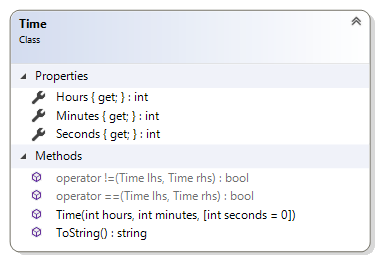 Time
Class
Properties
Hours { get; } : int
Minutes { get; } : int
Seconds { get; } : int
Methods
operator !=(Time lhs, Time rhs) : bool
operator ==(Time lhs, Time rhs) : bool
Time(int hours, int minutes, [int seconds = 0])
ToString() : string